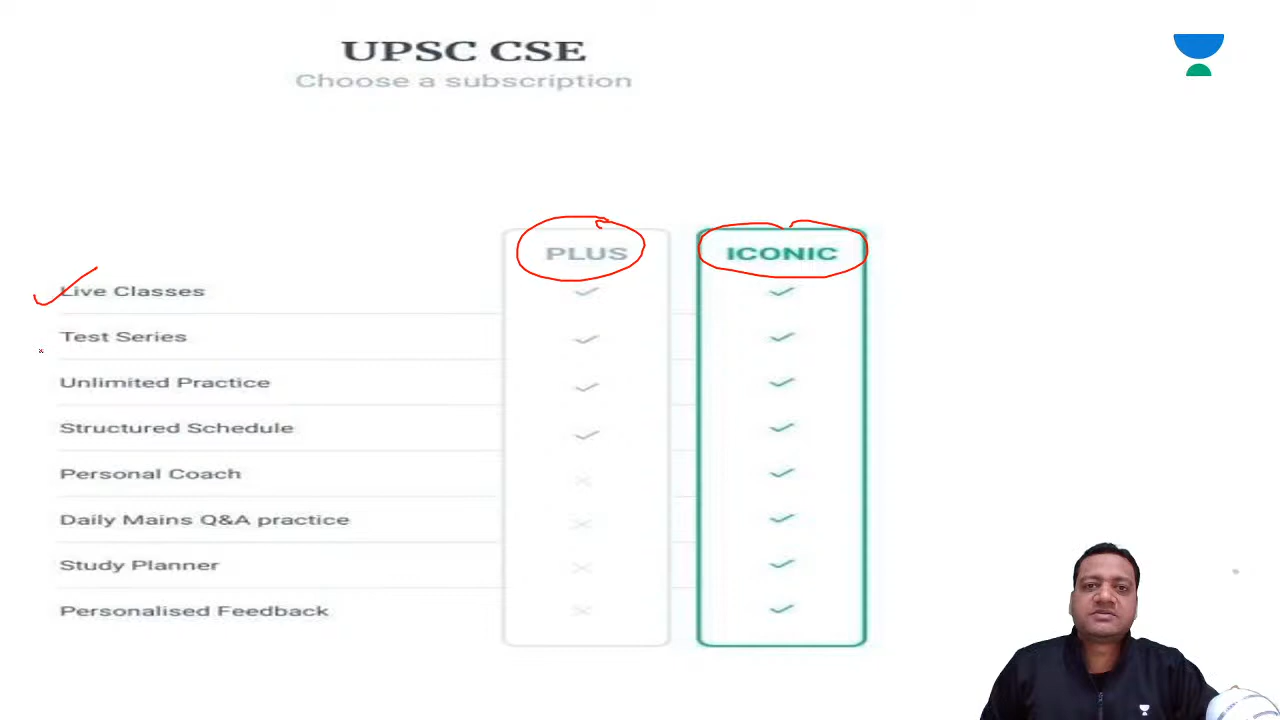 UPSC CSE
Choose a subscription
PLUS ICONIC
Live Classes
Test Series
Unlimited Practice
Structured Schedule
Personal Coach
Daily Mains Q&A practice
Study Planner
Personalised Feedback